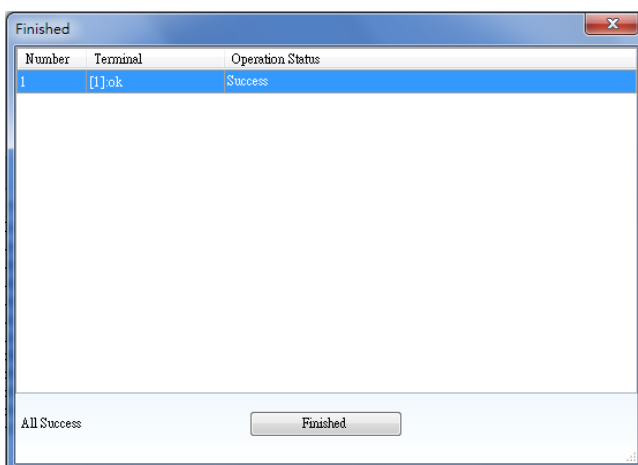 Finished
Number Terminal Operation Status
1 [1]:ok Success
All Success Finished